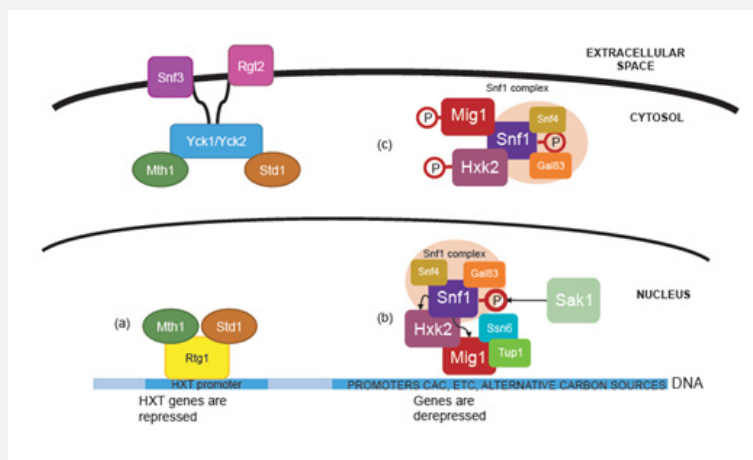 EXTRACELLULAR
SPACE
Snf3
Rgt2
Snf1 complex
CYTOSOL
Yck1/Yck2
Mth1
Std1
(c)
P
Mig1
Snf4
Snf1
P
P
Hxk2
Gal83
Snf1 complex
Snf4
Gal83
NUCLEUS
(a)
Mth1
Std1
Rtg1
(b)
Snf1
P
Sak1
Hxk2
Ssn6
Mig1
Tup1
HXT promoter
PROMOTERS CAC, ETC, ALTERNATIVE CARBON SOURCES
DNA
HXT genes are
repressed
Genes are
derepressed